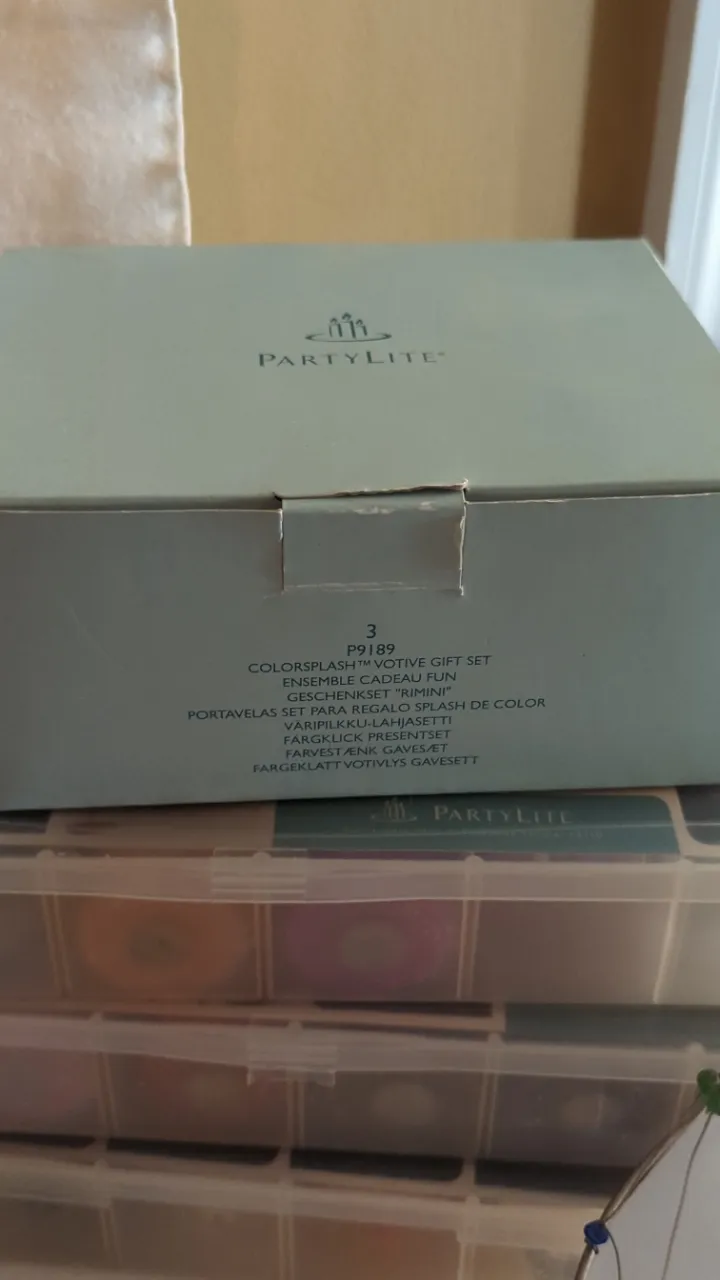 PARTYLITE®
3
P9189
COLORSPLASH™ VOTIVE GIFT SET
ENSEMBLE CADEAU FUN
GESCHENKSET "RIMINI"
PORTAVELAS SET PARA REGALO SPLASH DE COLOR
VÄRIPILKKU-LAHJASETTI
FÄRGKLICK PRESENTSET
FARVESTÆNK GAVESÆT
FARGEKLATT VOTIVLYS GAVESETT
PARTYLITE